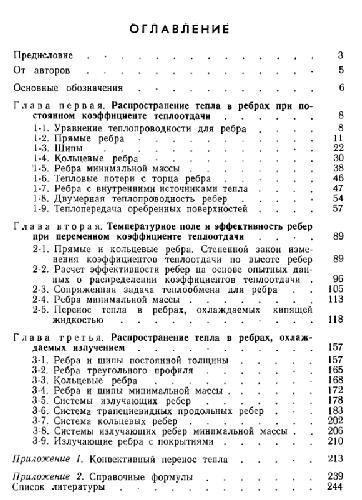 ОГЛАВЛЕНИЕ
Предисловие 3
От авторов 5
Основные обозначения 6
Глава первая. Распространение тепла в ребрах при по-
стоянном коэффициенте теплоотдачи 8
1-1. Уравнение теплопроводности для ребра 8
1-2. Прямые ребра 11
1-3. Шипы 22
1-4. Кольцевые ребра 30
1-5. Ребра минимальной массы 38
1-6. Тепловые потери с торца ребра 46
1-7. Ребра с внутренними источниками тепла 47
1-8. Двумерная теплопроводность ребер 54
1-9. Теплопередача оребренных поверхностей 57
Глава вторая. Температурное поле и эффективность ребер
при переменном коэффициенте теплоотдачи 89
2-1. Прямые и кольцевые ребра. Степенной закон изме-
нения коэффициентов теплоотдачи по высоте ребер 89
2-2. Расчет эффективности ребер на основе опытных дан-
ных о распределении коэффициентов теплоотдачи 96
2-3. Сопряженная задача теплообмена для ребра 105
2-4. Ребра минимальной массы 113
2-5. Перенос тепла в ребрах, охлаждаемых кипящей
жидкостью 118
Глава третья. Распространение тепла в ребрах, охлаж-
даемых излучением 157
3-1. Ребра и шипы постоянной толщины 157
3-2. Ребра треугольного профиля 165
3-3. Кольцевые ребра 168
3-4. Ребра и шипы минимальной массы 172
3-5. Системы излучающих ребер 178
3-6. Система трапециевидных продольных ребер 183
3-7. Система кольцевых ребер 202
3-8. Системы излучающих ребер минимальной массы 206
3-9. Излучающие ребра с покрытиями 210
Приложение 1. Конвективный перенос тепла 213
Приложение 2. Справочные формулы 239
Список литературы 244